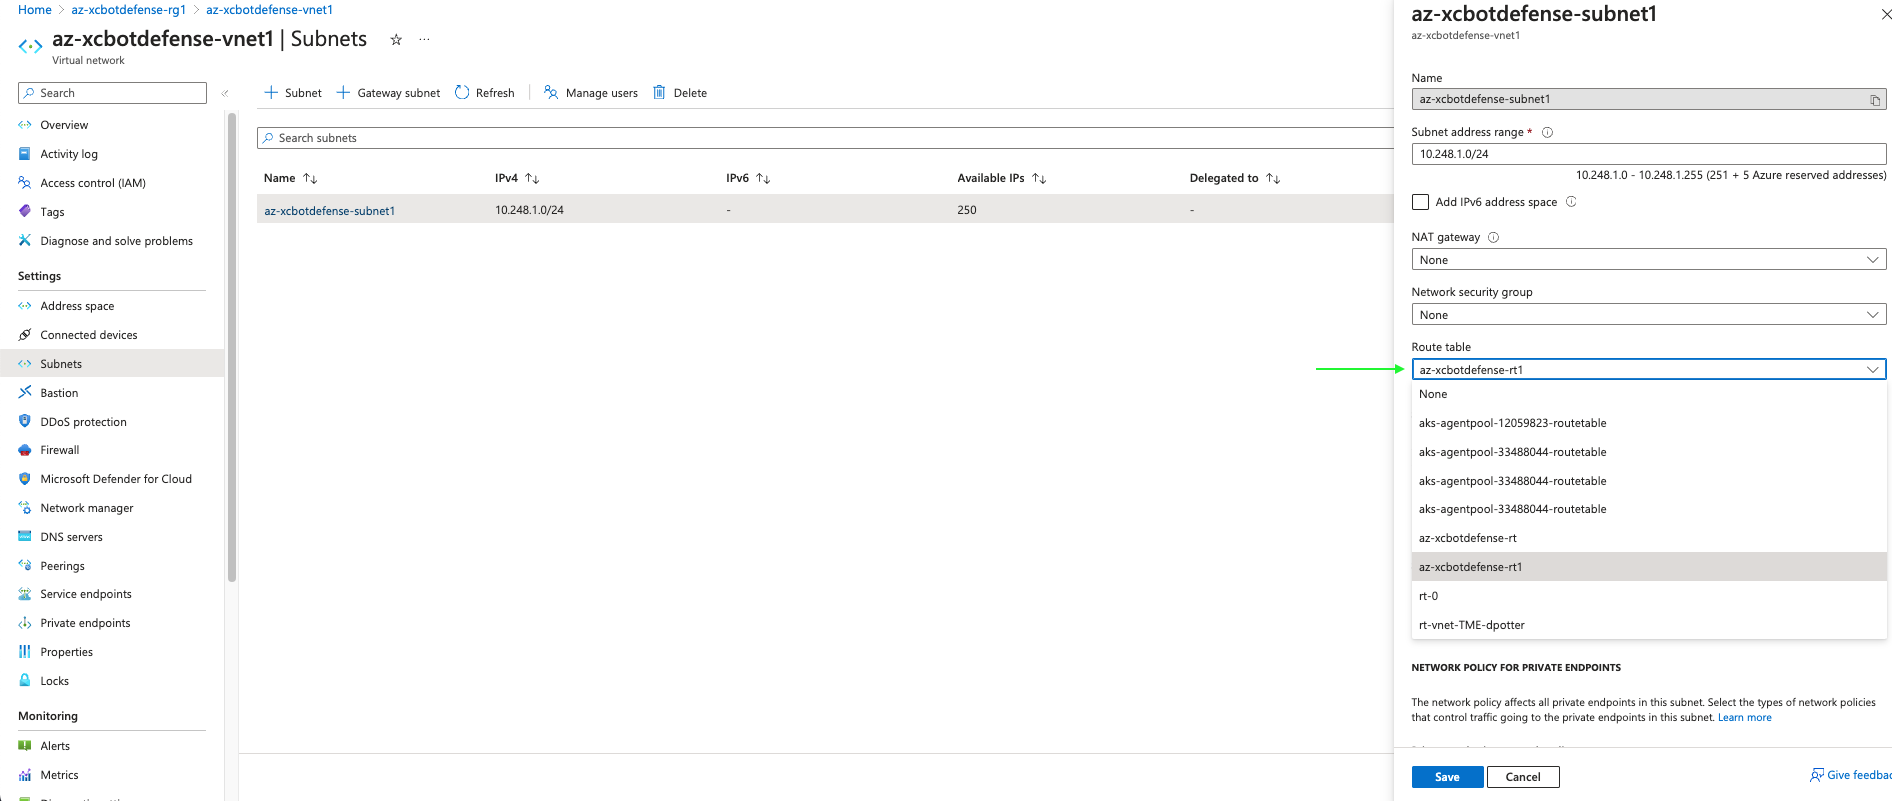 Home > az-xcbotdefense-rg1 > az-xcbotdefense-vnet1
az-xcbotdefense-vnet1 | Subnets
Virtual network
Search
Overview
Activity log
Access control (IAM)
Tags
Diagnose and solve problems
Settings
Address space
Connected devices
Subnets
Bastion
DDoS protection
Firewall
Microsoft Defender for Cloud
Network manager
DNS servers
Peerings
Service endpoints
Private endpoints
Properties
Locks
Monitoring
Alerts
Metrics
Subnet Gateway subnet Refresh Manage users Delete
Search subnets
Name IPv4 IPv6 Available IPs Delegated to
az-xcbotdefense-subnet1 10.248.1.0/24 - 250 -
az-xcbotdefense-subnet1
az-xcbotdefense-vnet1
Name
az-xcbotdefense-subnet1
Subnet address range *
10.248.1.0/24
10.248.1.0 - 10.248.1.255 (251 + 5 Azure reserved addresses)
Add IPv6 address space
NAT gateway
None
Network security group
None
Route table
az-xcbotdefense-rt1
None
aks-agentpool-12059823-routetable
aks-agentpool-33488044-routetable
aks-agentpool-33488044-routetable
aks-agentpool-33488044-routetable
az-xcbotdefense-rt
az-xcbotdefense-rt1
rt-0
rt-vnet-TME-dpotter
NETWORK POLICY FOR PRIVATE ENDPOINTS
The network policy affects all private endpoints in this subnet. Select the types of network policies
that control traffic going to the private endpoints in this subnet. Learn more
Save Cancel
Give feedbac